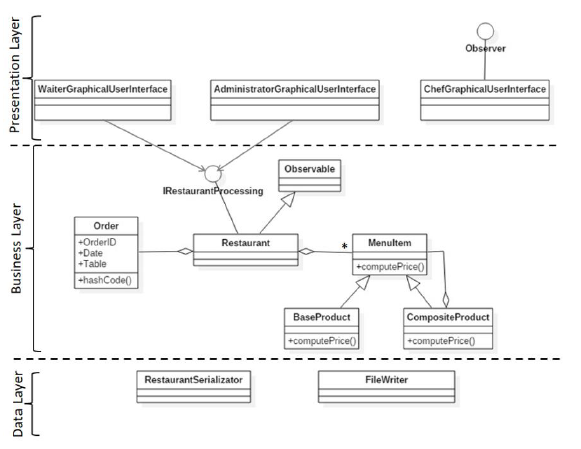 Presentation Layer
Observer
WaiterGraphicalUserInterface
AdministratorGraphicalUserInterface
ChefGraphicalUserInterface
Business Layer
IRestaurantProcessing
Observable
Order
+OrderID
+Date
+Table
+hashCode()
Restaurant
*
MenuItem
+computePrice()
BaseProduct
+computePrice()
CompositeProduct
+computePrice()
Data Layer
RestaurantSerializator
FileWriter